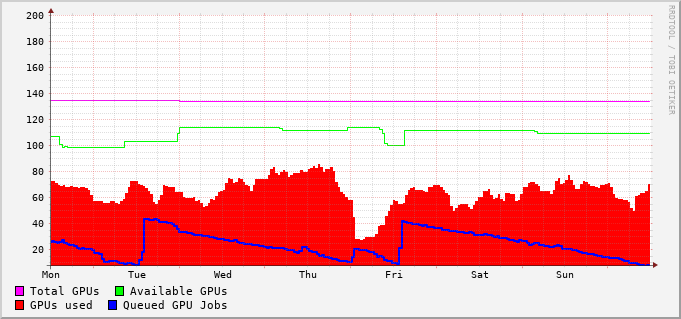 200
180
160
140
120
100
80
60
40
20
Mon Tue Wed Thu Fri Sat Sun
Total GPUs Available GPUs
GPUs used Queued GPU Jobs
RRDTOOL / TOBI OETIKER